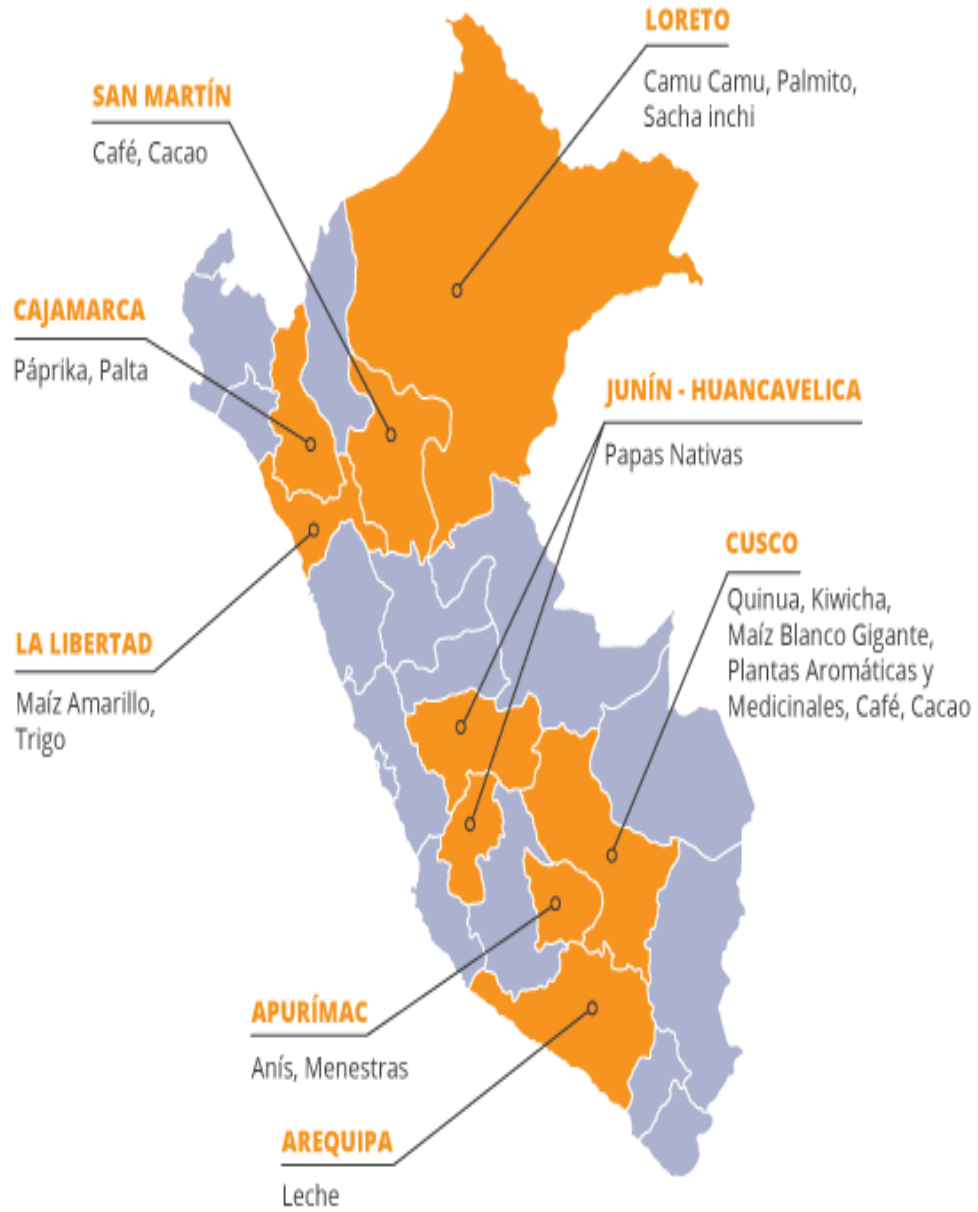 LORETO
Camu Camu, Palmito,
Sacha inchi
SAN MARTÍN
Café, Cacao
CAJAMARCA
Páprika, Palta
JUNÍN - HUANCAVELICA
Papas Nativas
CUSCO
Quinua, Kiwicha,
Maíz Blanco Gigante,
Plantas Aromáticas y
Medicinales, Café, Cacao
LA LIBERTAD
Maíz Amarillo,
Trigo
APURÍMAC
Anís, Menestras
AREQUIPA
Leche